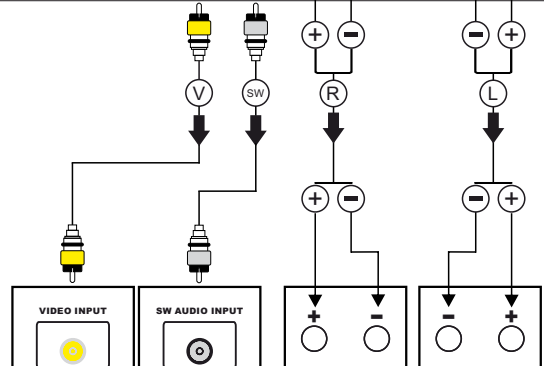 + − − +
V SW R L
+ − − +
VIDEO INPUT SW AUDIO INPUT
+ − − +